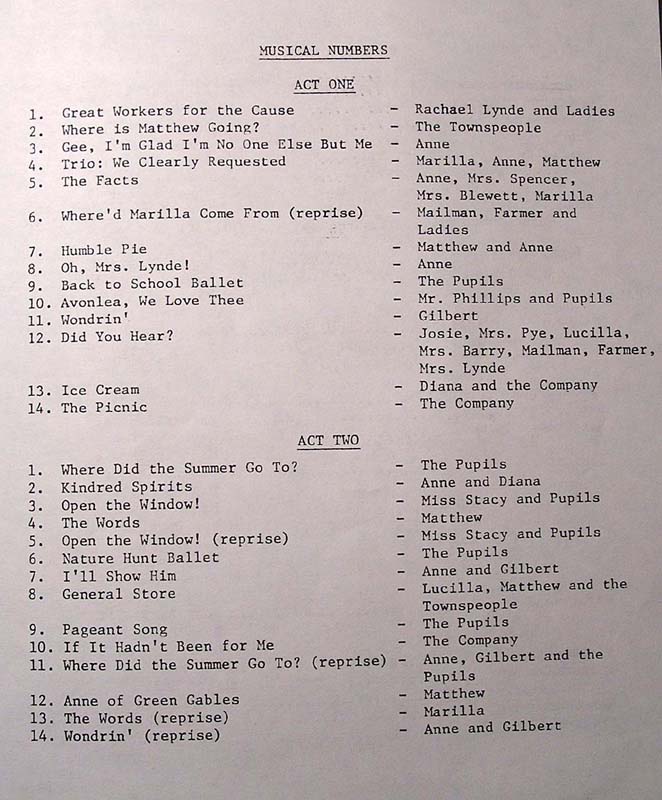 MUSICAL NUMBERS
ACT ONE
1. Great Workers for the Cause - Rachael Lynde and Ladies
2. Where is Matthew Going? - The Townspeople
3. Gee, I'm Glad I'm No One Else But Me - Anne
4. Trio: We Clearly Requested - Marilla, Anne, Matthew
5. The Facts - Anne, Mrs. Spencer,
Mrs. Blewett, Marilla
6. Where'd Marilla Come From (reprise) - Mailman, Farmer and
Ladies
7. Humble Pie - Matthew and Anne
8. Oh, Mrs. Lynde! - Anne
9. Back to School Ballet - The Pupils
10. Avonlea, We Love Thee - Mr. Phillips and Pupils
11. Wondrin' - Gilbert
12. Did You Hear? - Josie, Mrs. Pye, Lucilla,
Mrs. Barry, Mailman, Farmer,
Mrs. Lynde
13. Ice Cream - Diana and the Company
14. The Picnic - The Company
ACT TWO
1. Where Did the Summer Go To? - The Pupils
2. Kindred Spirits - Anne and Diana
3. Open the Window! - Miss Stacy and Pupils
4. The Words - Matthew
5. Open the Window! (reprise) - Miss Stacy and Pupils
6. Nature Hunt Ballet - The Pupils
7. I'll Show Him - Anne and Gilbert
8. General Store - Lucilla, Matthew and the
Townspeople
9. Pageant Song - The Pupils
10. If It Hadn't Been for Me - The Company
11. Where Did the Summer Go To? (reprise) - Anne, Gilbert and the
Pupils
12. Anne of Green Gables - Matthew
13. The Words (reprise) - Marilla
14. Wondrin' (reprise) - Anne and Gilbert